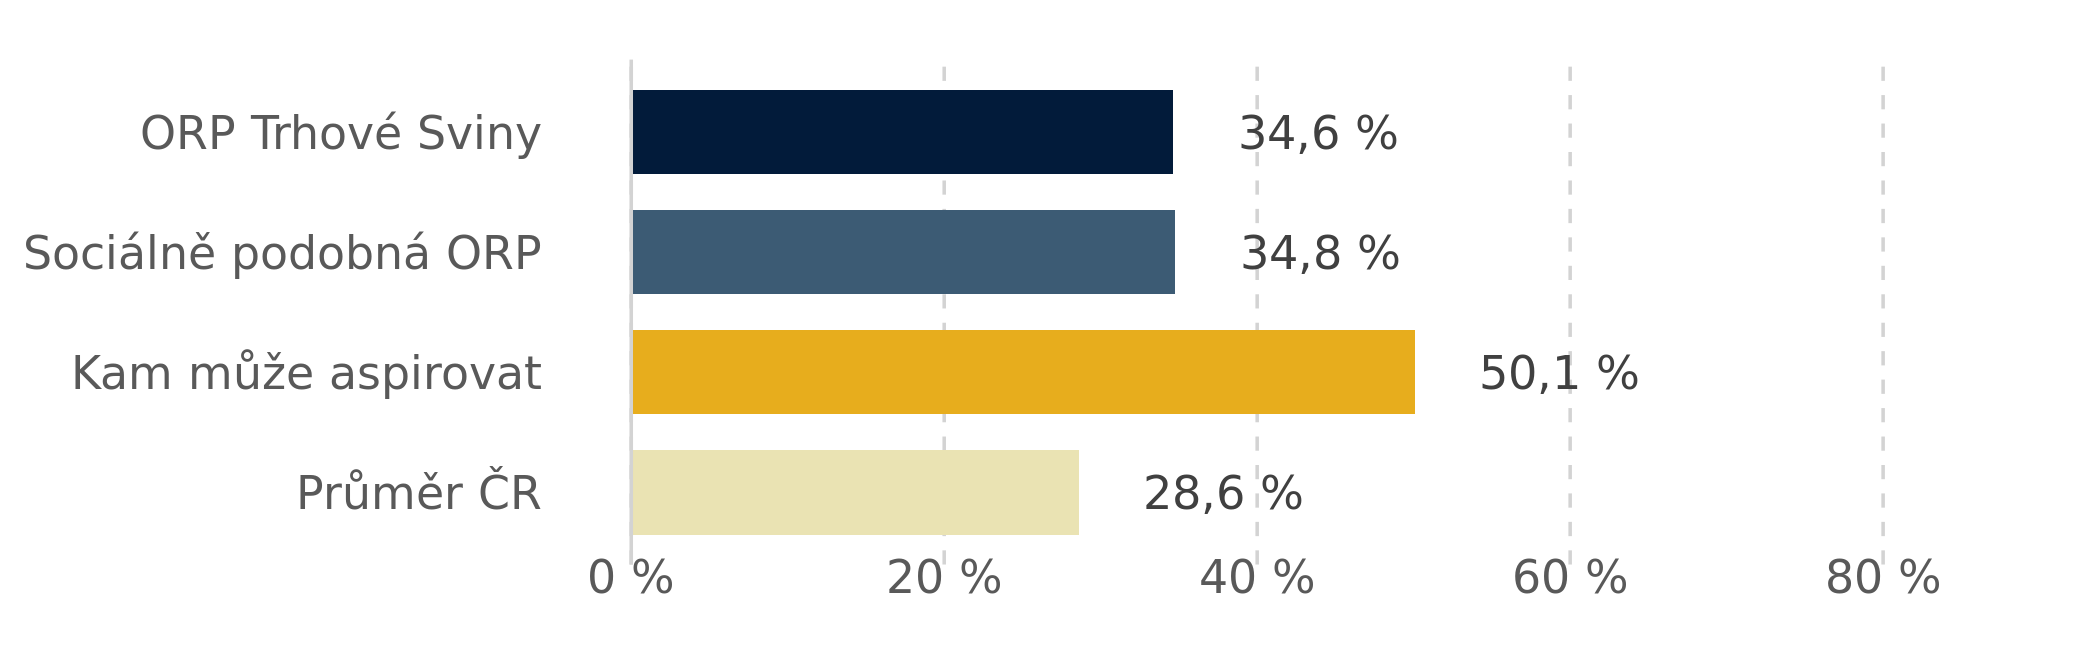 ORP Trhové Sviny 34,6 %
Sociálně podobná ORP 34,8 %
Kam může aspirovat 50,1 %
Průměr ČR 28,6 %
0 % 20 % 40 % 60 % 80 %